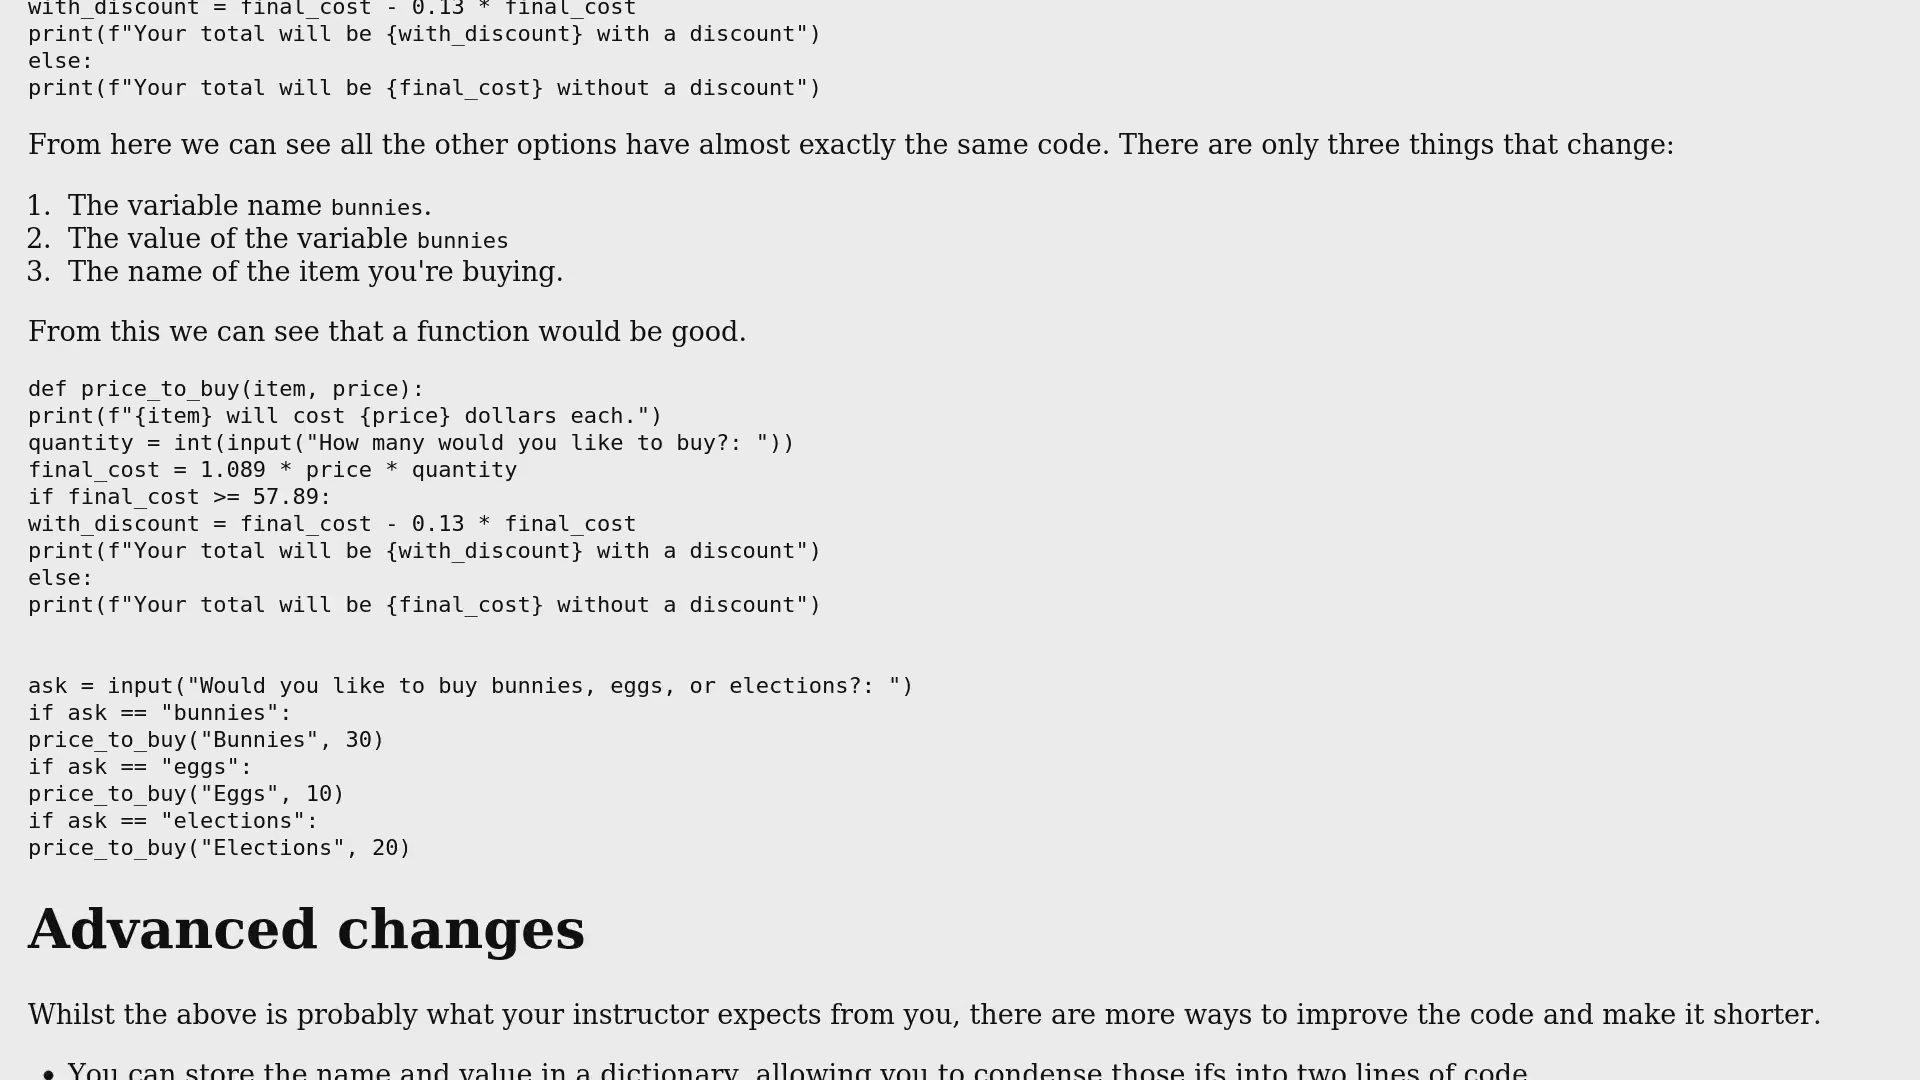 with_discount = final_cost - 0.13 * final_cost
print(f"Your total will be {with_discount} with a discount")
else:
print(f"Your total will be {final_cost} without a discount")
From here we can see all the other options have almost exactly the same code. There are only three things that change:
1. The variable name bunnies.
2. The value of the variable bunnies
3. The name of the item you're buying.
From this we can see that a function would be good.
def price_to_buy(item, price):
print(f"{item} will cost {price} dollars each.")
quantity = int(input("How many would you like to buy?: "))
final_cost = 1.089 * price * quantity
if final_cost >= 57.89:
with_discount = final_cost - 0.13 * final_cost
print(f"Your total will be {with_discount} with a discount")
else:
print(f"Your total will be {final_cost} without a discount")
ask = input("Would you like to buy bunnies, eggs, or elections?: ")
if ask == "bunnies":
price_to_buy("Bunnies", 30)
if ask == "eggs":
price_to_buy("Eggs", 10)
if ask == "elections":
price_to_buy("Elections", 20)
Advanced changes
Whilst the above is probably what your instructor expects from you, there are more ways to improve the code and make it shorter.
• You can store the name and value in a dictionary, allowing you to condense those ifs into two lines of code